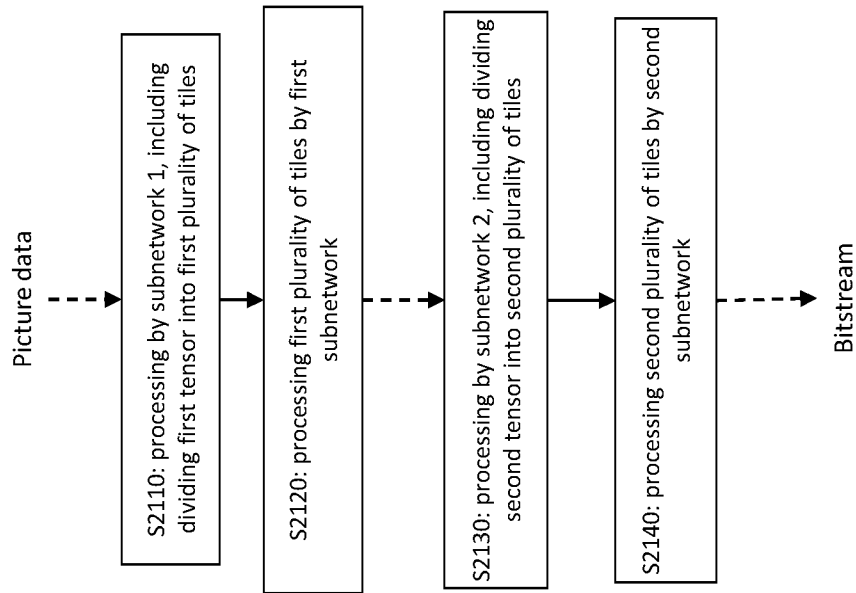 Picture data
S2110: processing by subnetwork 1, including
dividing first tensor into first plurality of tiles
S2120: processing first plurality of tiles by first
subnetwork
S2130: processing by subnetwork 2, including dividing
second tensor into second plurality of tiles
S2140: processing second plurality of tiles by second
subnetwork
Bitstream